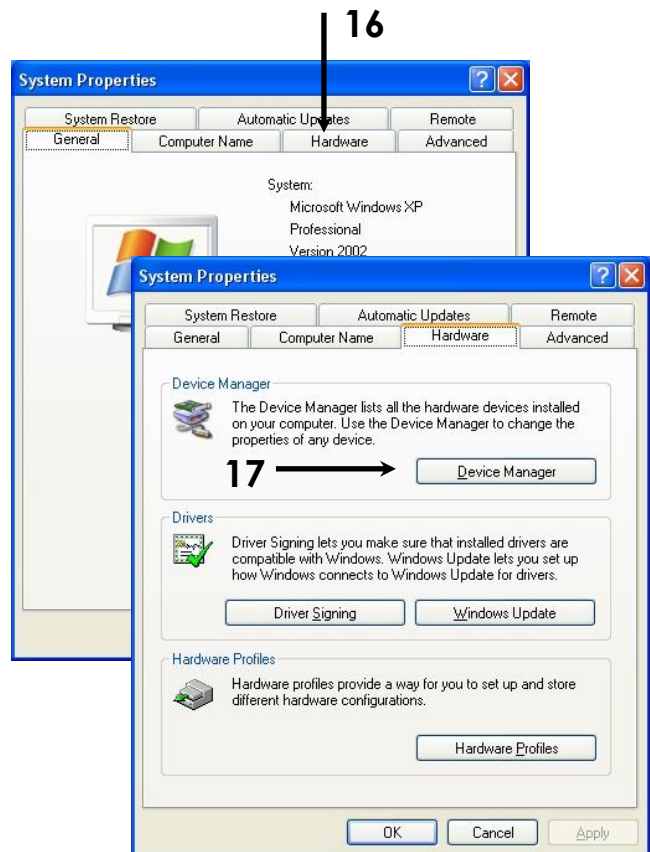 16
System Properties
System Restore Automatic Updates Remote
General Computer Name Hardware Advanced
System:
Microsoft Windows XP
Professional
Version 2002
System Properties
System Restore Automatic Updates Remote
General Computer Name Hardware Advanced
Device Manager
The Device Manager lists all the hardware devices installed
on your computer. Use the Device Manager to change the
properties of any device.
17 Device Manager
Drivers
Driver Signing lets you make sure that installed drivers are
compatible with Windows. Windows Update lets you set up
how Windows connects to Windows Update for drivers.
Driver Signing Windows Update
Hardware Profiles
Hardware profiles provide a way for you to set up and store
different hardware configurations.
Hardware Profiles
OK Cancel Apply